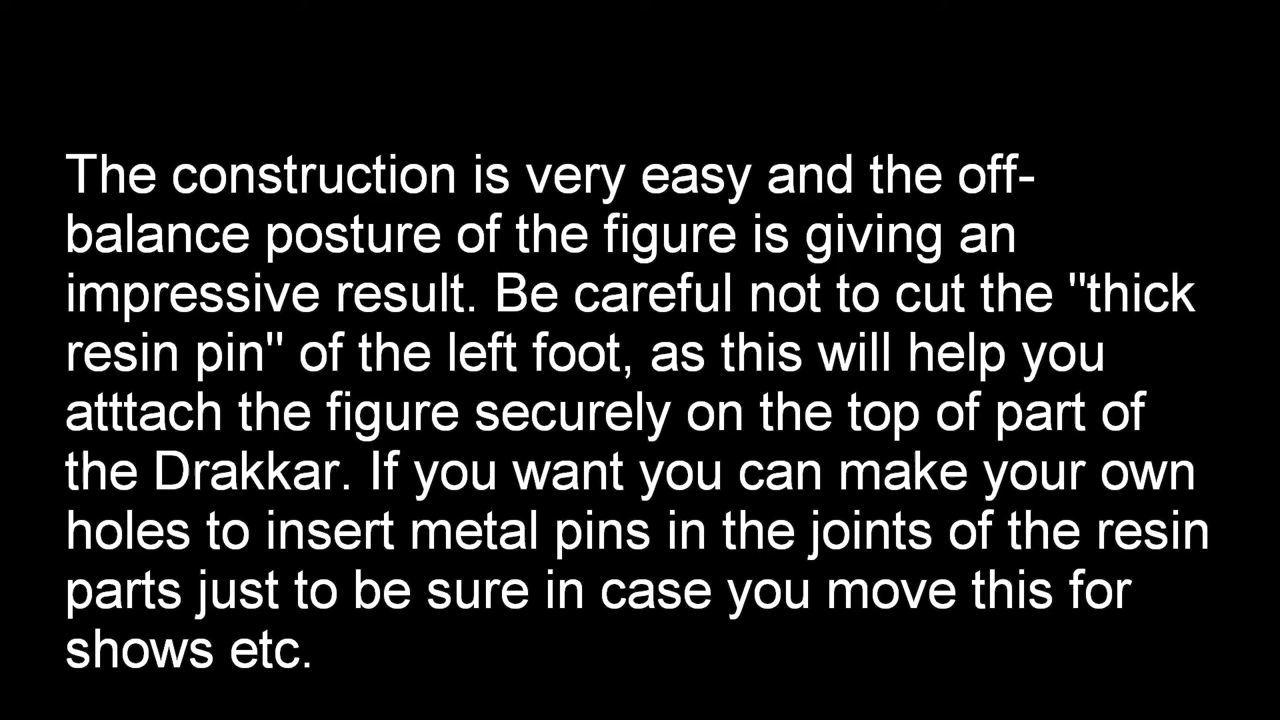 The construction is very easy and the off-
balance posture of the figure is giving an
impressive result. Be careful not to cut the "thick
resin pin" of the left foot, as this will help you
atttach the figure securely on the top of part of
the Drakkar. If you want you can make your own
holes to insert metal pins in the joints of the resin
parts just to be sure in case you move this for
shows etc.